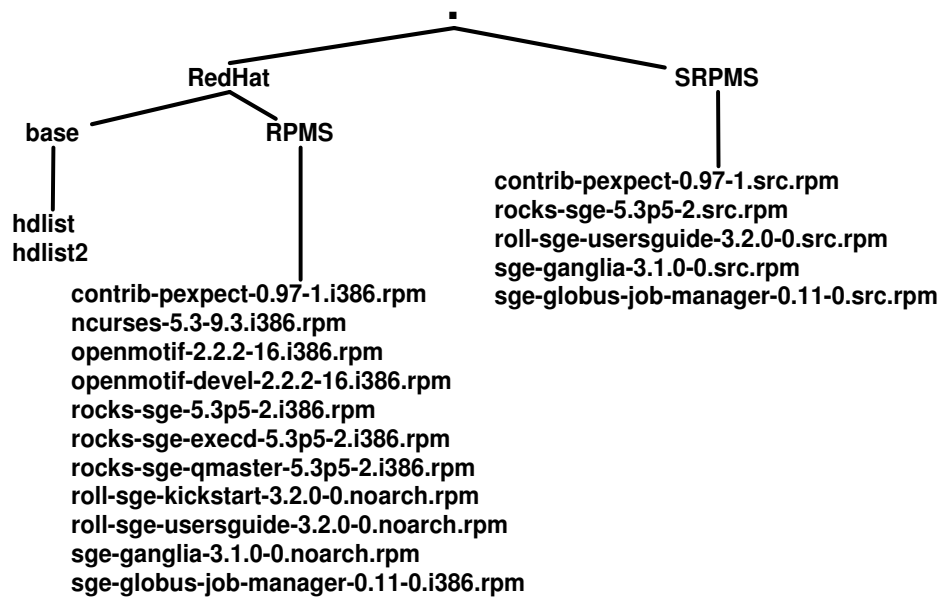 .
RedHat
SRPMS
base
RPMS
hdlist
hdlist2
contrib-pexpect-0.97-1.i386.rpm
ncurses-5.3-9.3.i386.rpm
openmotif-2.2.2-16.i386.rpm
openmotif-devel-2.2.2-16.i386.rpm
rocks-sge-5.3p5-2.i386.rpm
rocks-sge-execd-5.3p5-2.i386.rpm
rocks-sge-qmaster-5.3p5-2.i386.rpm
roll-sge-kickstart-3.2.0-0.noarch.rpm
roll-sge-usersguide-3.2.0-0.noarch.rpm
sge-ganglia-3.1.0-0.noarch.rpm
sge-globus-job-manager-0.11-0.i386.rpm
contrib-pexpect-0.97-1.src.rpm
rocks-sge-5.3p5-2.src.rpm
roll-sge-usersguide-3.2.0-0.src.rpm
sge-ganglia-3.1.0-0.src.rpm
sge-globus-job-manager-0.11-0.src.rpm